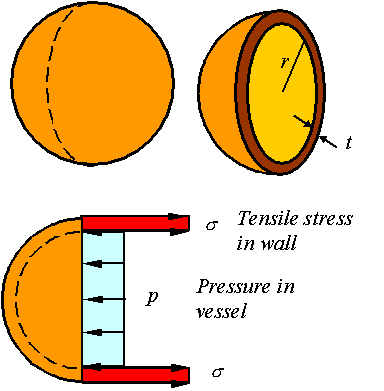 r
t
σ Tensile stress
in wall
p Pressure in
vessel
σ